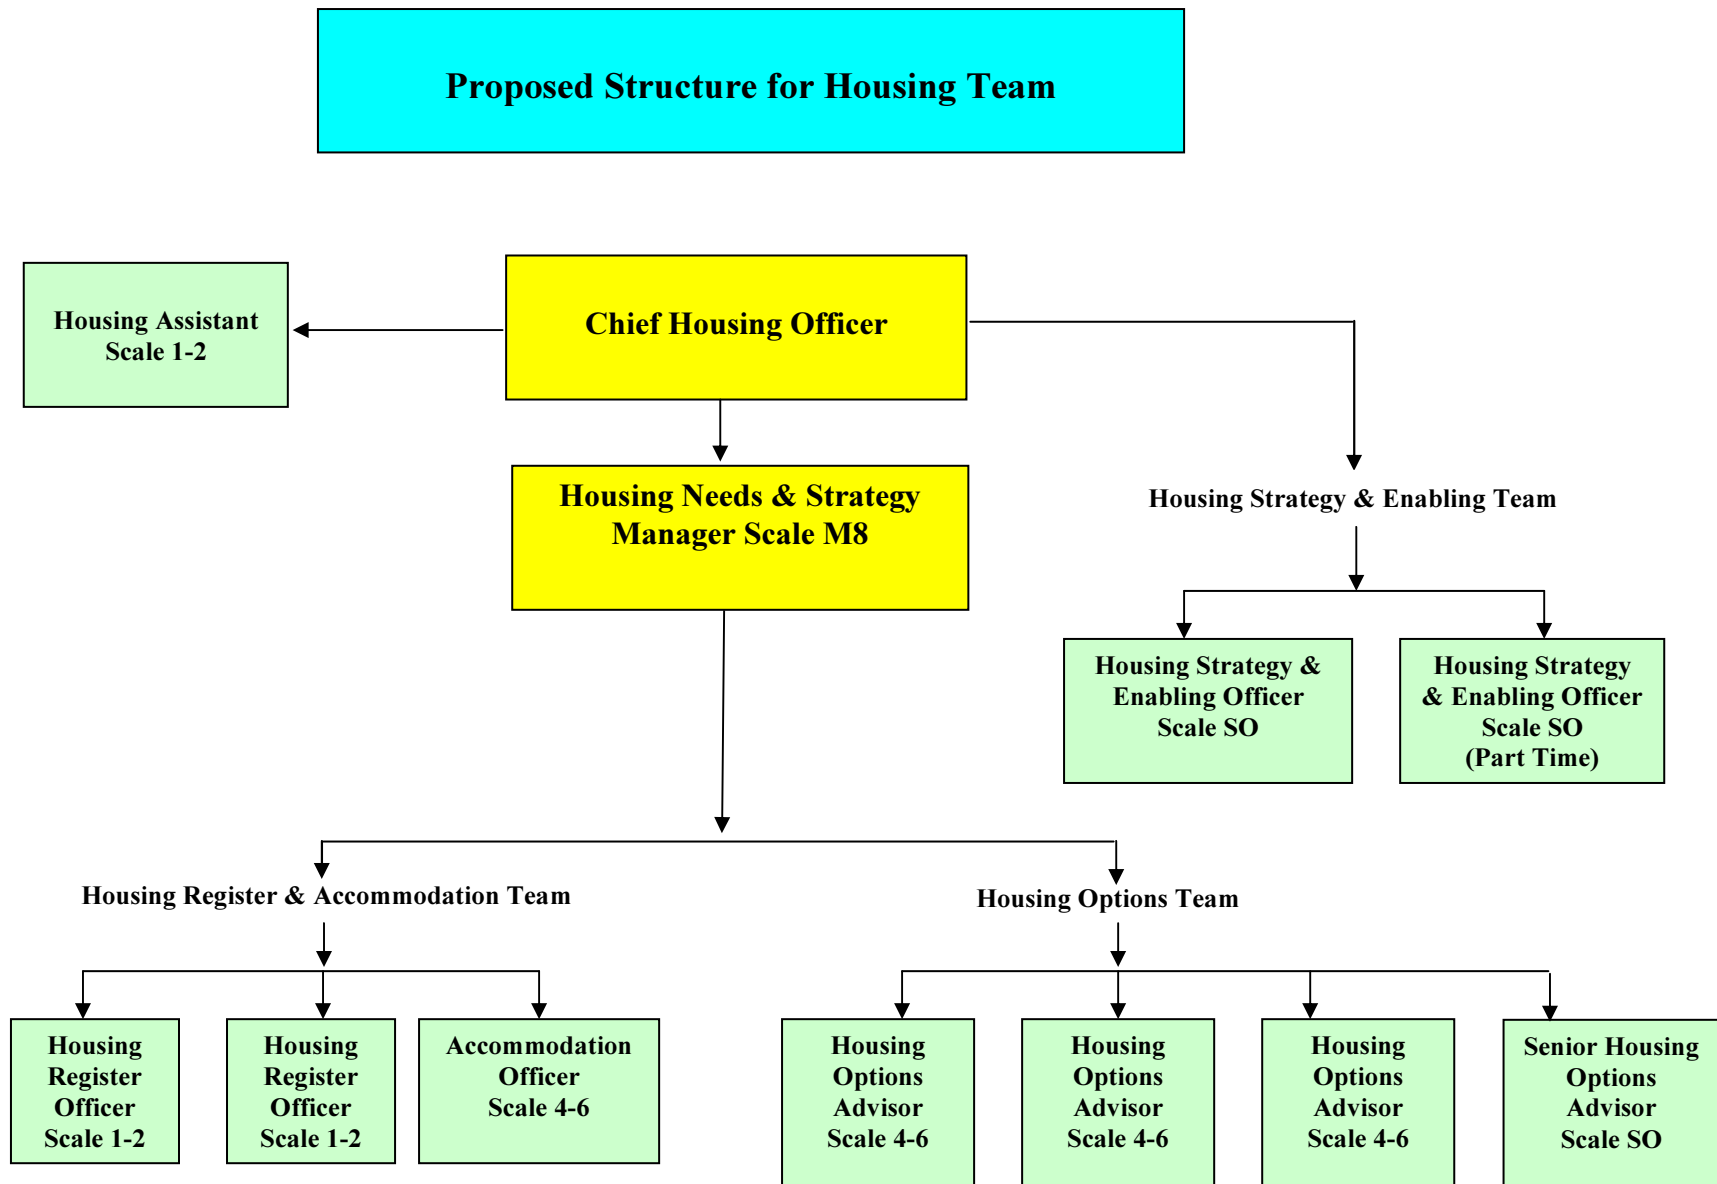 Proposed Structure for Housing Team
Housing Assistant
Scale 1-2
Chief Housing Officer
Housing Needs & Strategy
Manager Scale M8
Housing Strategy & Enabling Team
Housing Strategy &
Enabling Officer
Scale SO
Housing Strategy
& Enabling Officer
Scale SO
(Part Time)
Housing Register & Accommodation Team
Housing Options Team
Housing
Register
Officer
Scale 1-2
Housing
Register
Officer
Scale 1-2
Accommodation
Officer
Scale 4-6
Housing
Options
Advisor
Scale 4-6
Housing
Options
Advisor
Scale 4-6
Housing
Options
Advisor
Scale 4-6
Senior Housing
Options
Advisor
Scale SO